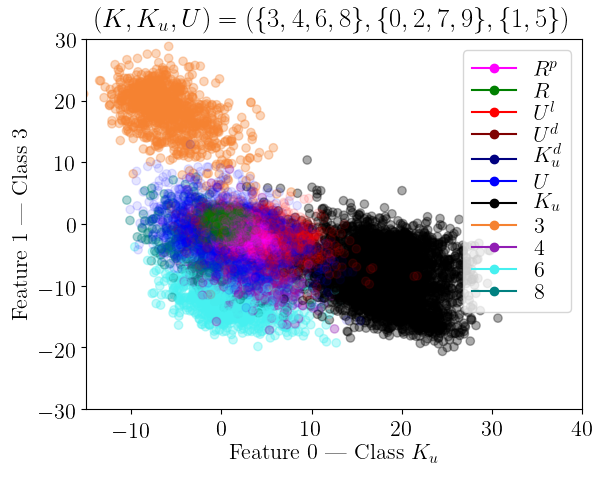 (K, K_u, U) = ({3, 4, 6, 8}, {0, 2, 7, 9}, {1, 5})
30
20
10
0
−10
−20
−30
Feature 1 — Class 3
R^p
R
U^l
U^d
K_u^d
U
K_u
3
4
6
8
−10
0
10
20
30
40
Feature 0 — Class K_u